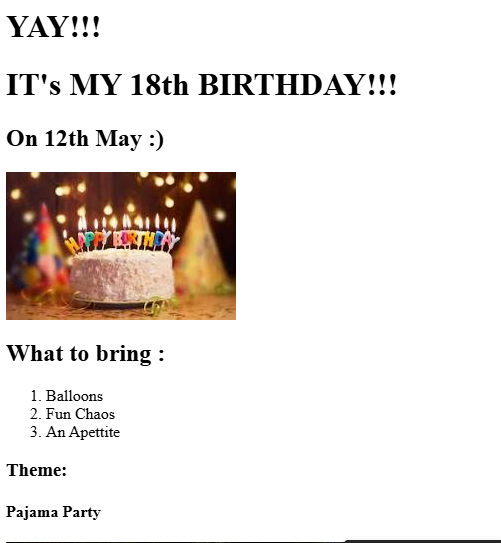 YAY!!!
IT's MY 18th BIRTHDAY!!!
On 12th May :)
HAPPY BIRTHDAY
What to bring :
1. Balloons
2. Fun Chaos
3. An Apettite
Theme:
Pajama Party